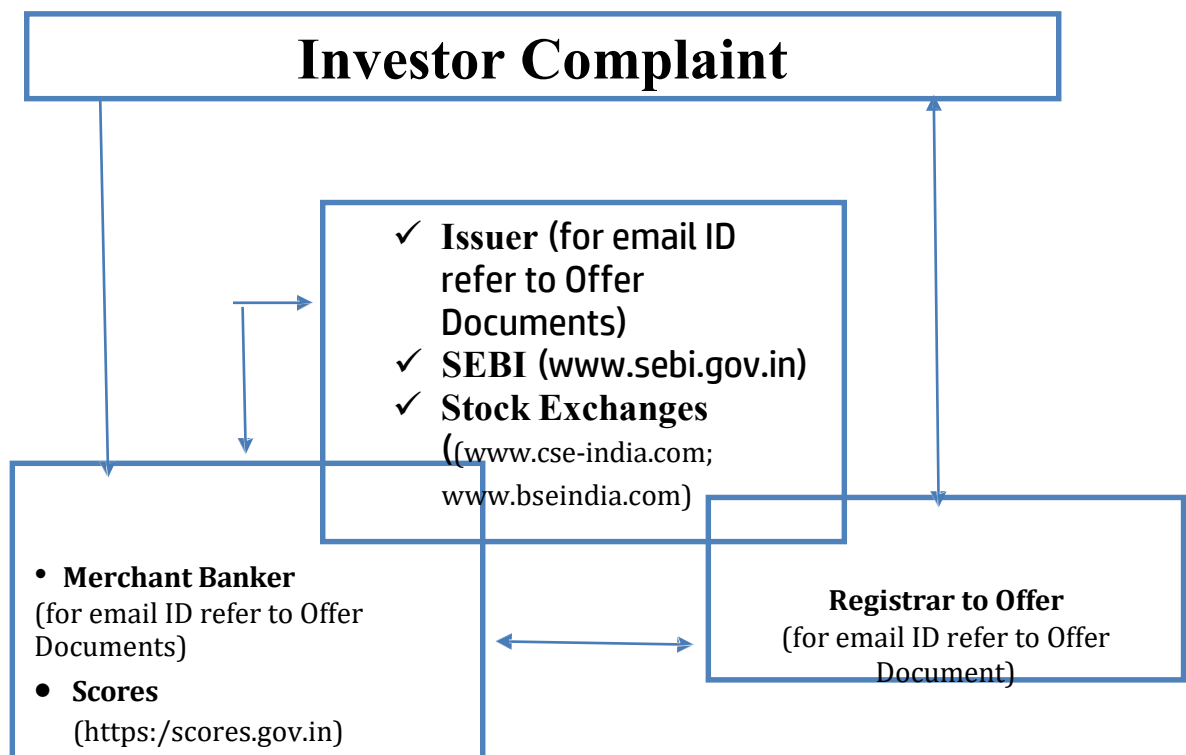 Investor Complaint
✓ Issuer (for email ID
refer to Offer
Documents)
✓ SEBI (www.sebi.gov.in)
✓ Stock Exchanges
((www.cse-india.com;
www.bseindia.com)
• Merchant Banker
(for email ID refer to Offer
Documents)
• Scores
(https:/scores.gov.in)
Registrar to Offer
(for email ID refer to Offer
Document)